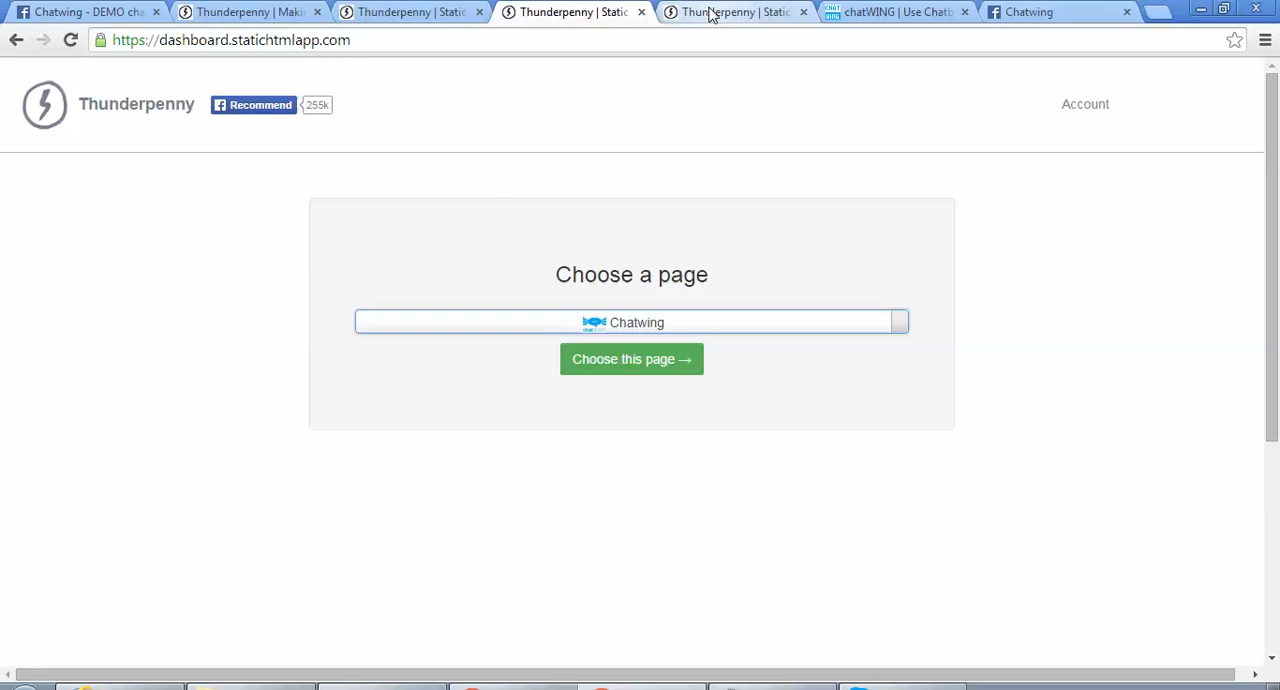 Chatwing - DEMO cha
Thunderpenny | Makin
Thunderpenny | Static
Thunderpenny | Static
Thunderpenny | Static
chatWING | Use Chatb
Chatwing
https://dashboard.statichtmlapp.com
Thunderpenny
Recommend
255k
Account
Choose a page
Chatwing
Choose this page →